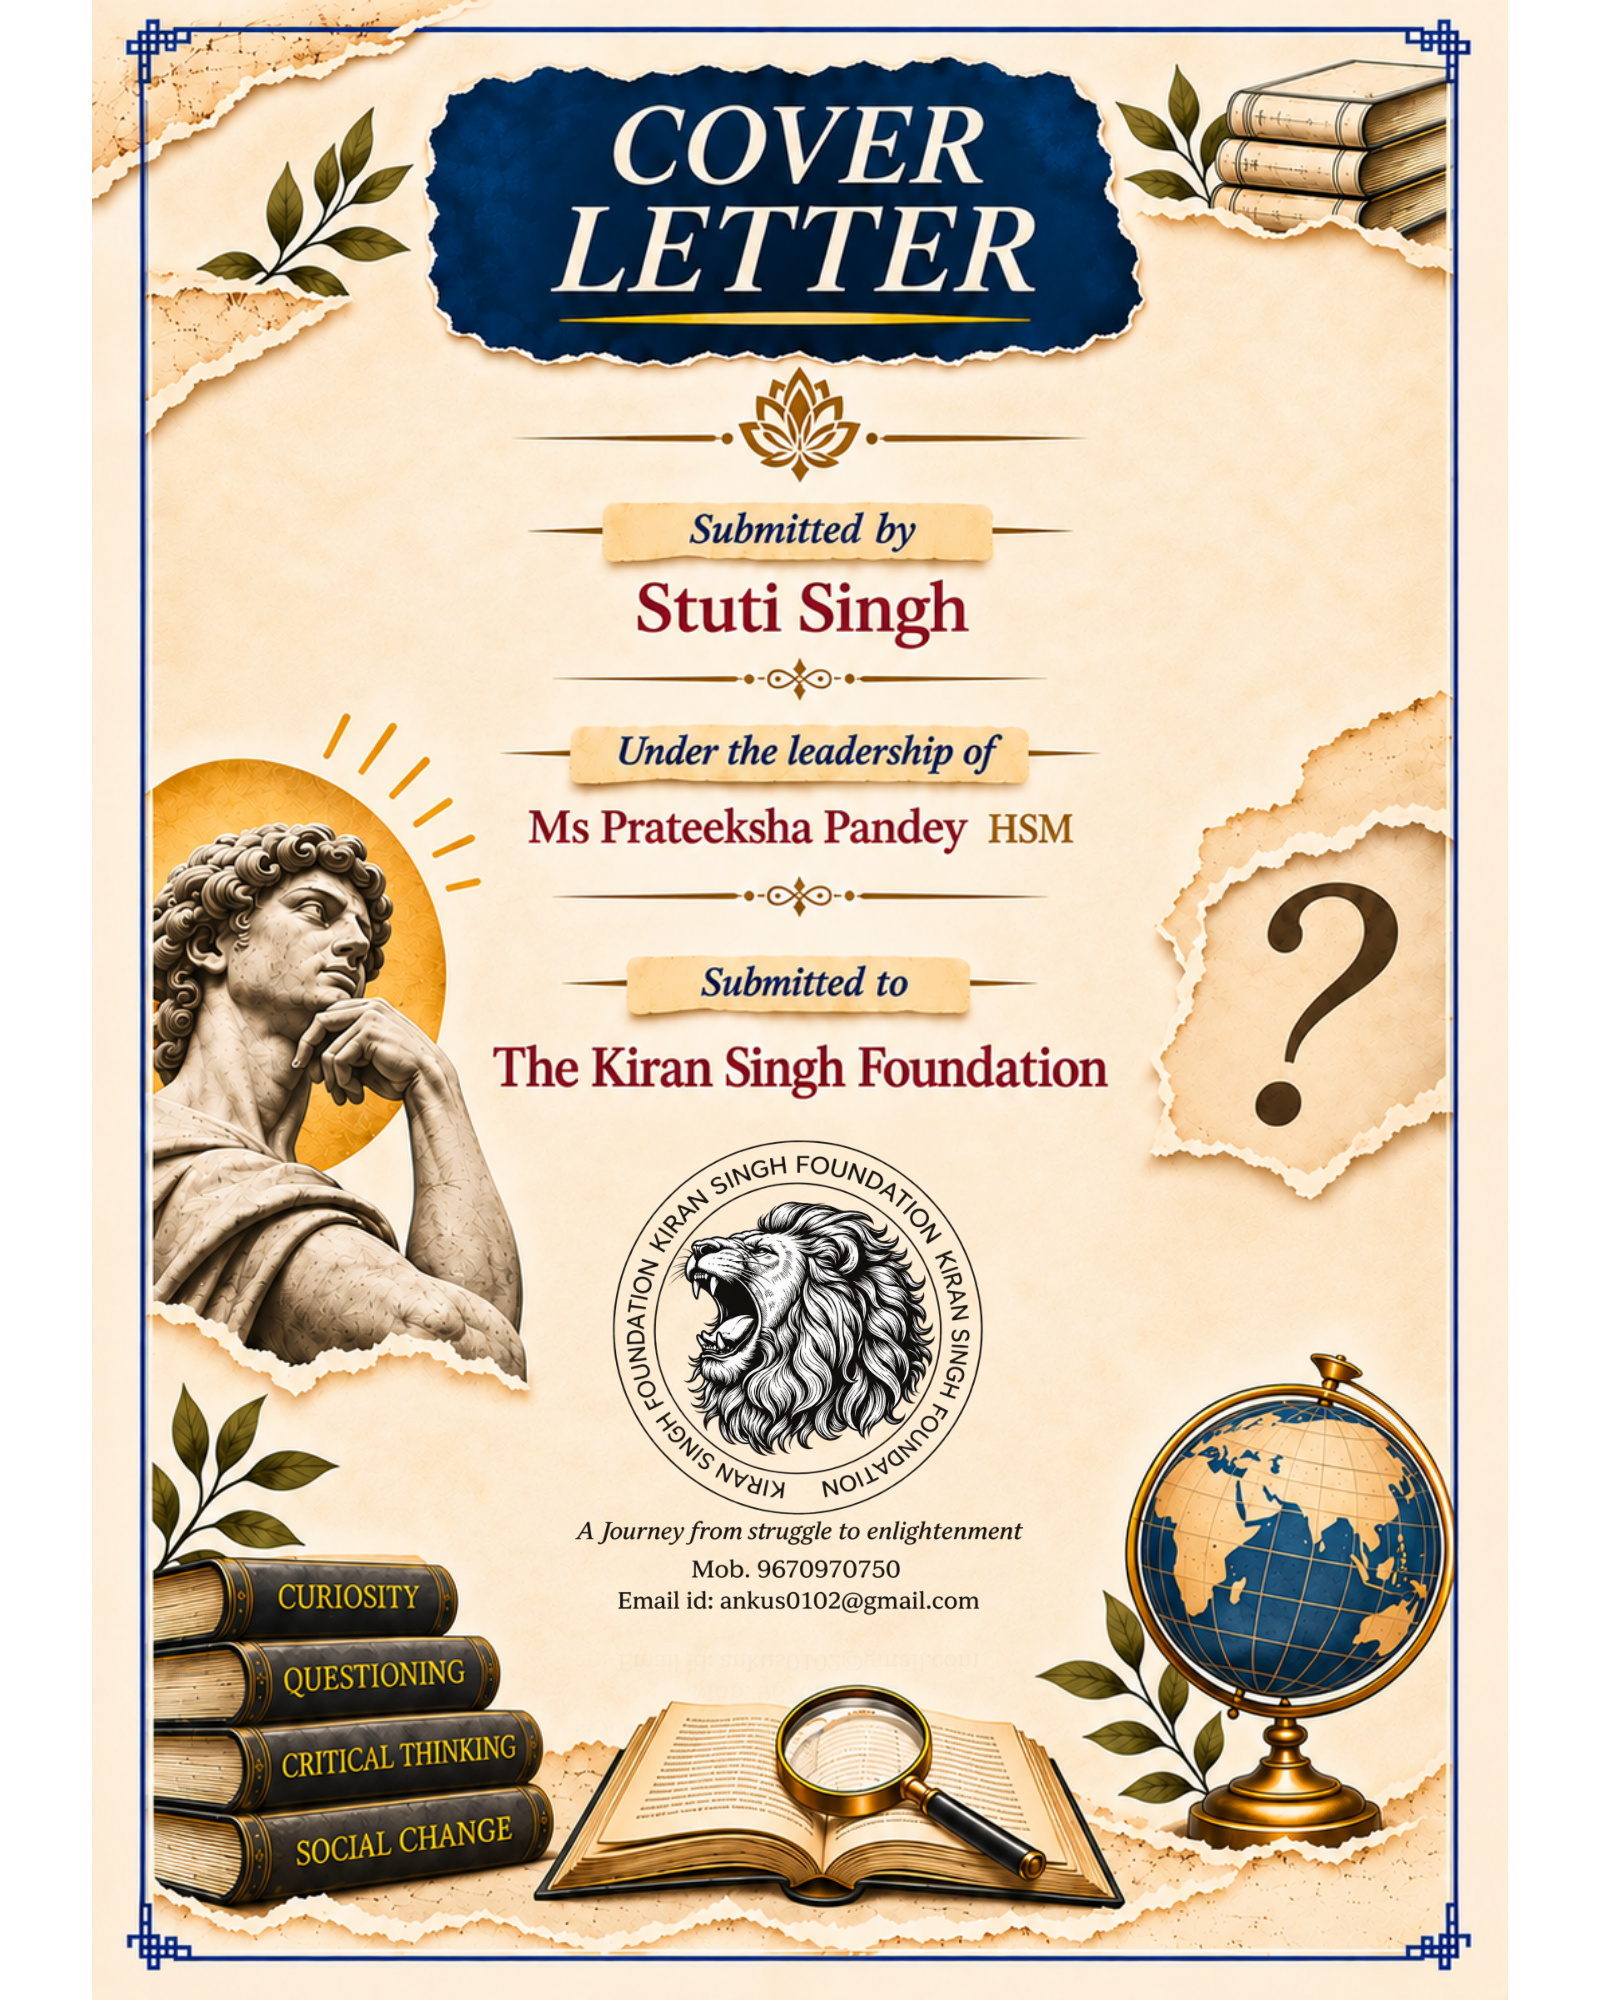 COVER
LETTER
Submitted by
Stuti Singh
Under the leadership of
Ms Prateeksha Pandey HSM
Submitted to
The Kiran Singh Foundation
KIRAN SINGH FOUNDATION KIRAN SINGH FOUNDATION KIRAN SINGH FOUNDATION
A Journey from struggle to enlightenment
Mob. 9670970750
Email id: ankus0102@gmail.com
CURIOSITY
QUESTIONING
CRITICAL THINKING
SOCIAL CHANGE
?